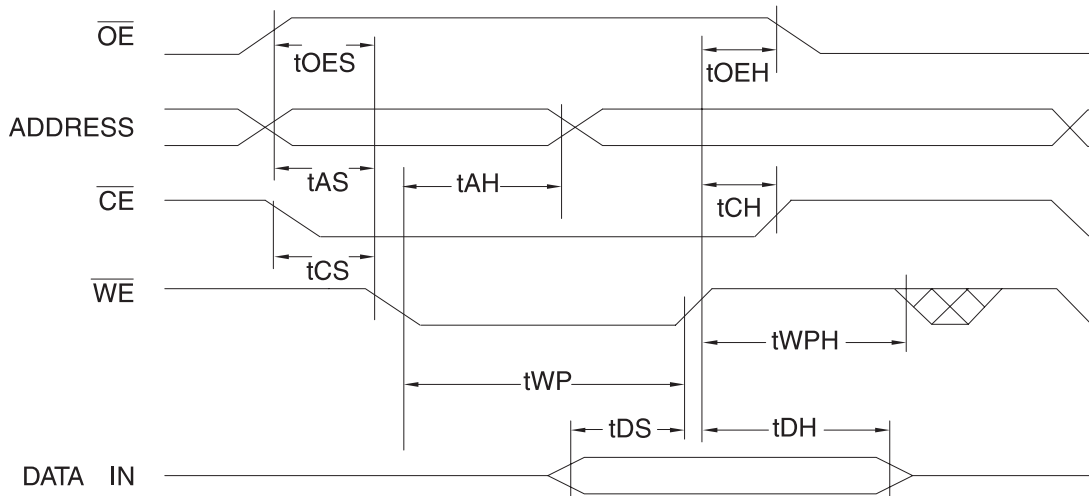 OE
tOES
tOEH
ADDRESS
tAS
tAH
CE
tCH
tCS
WE
tWPH
tWP
tDS
tDH
DATA IN